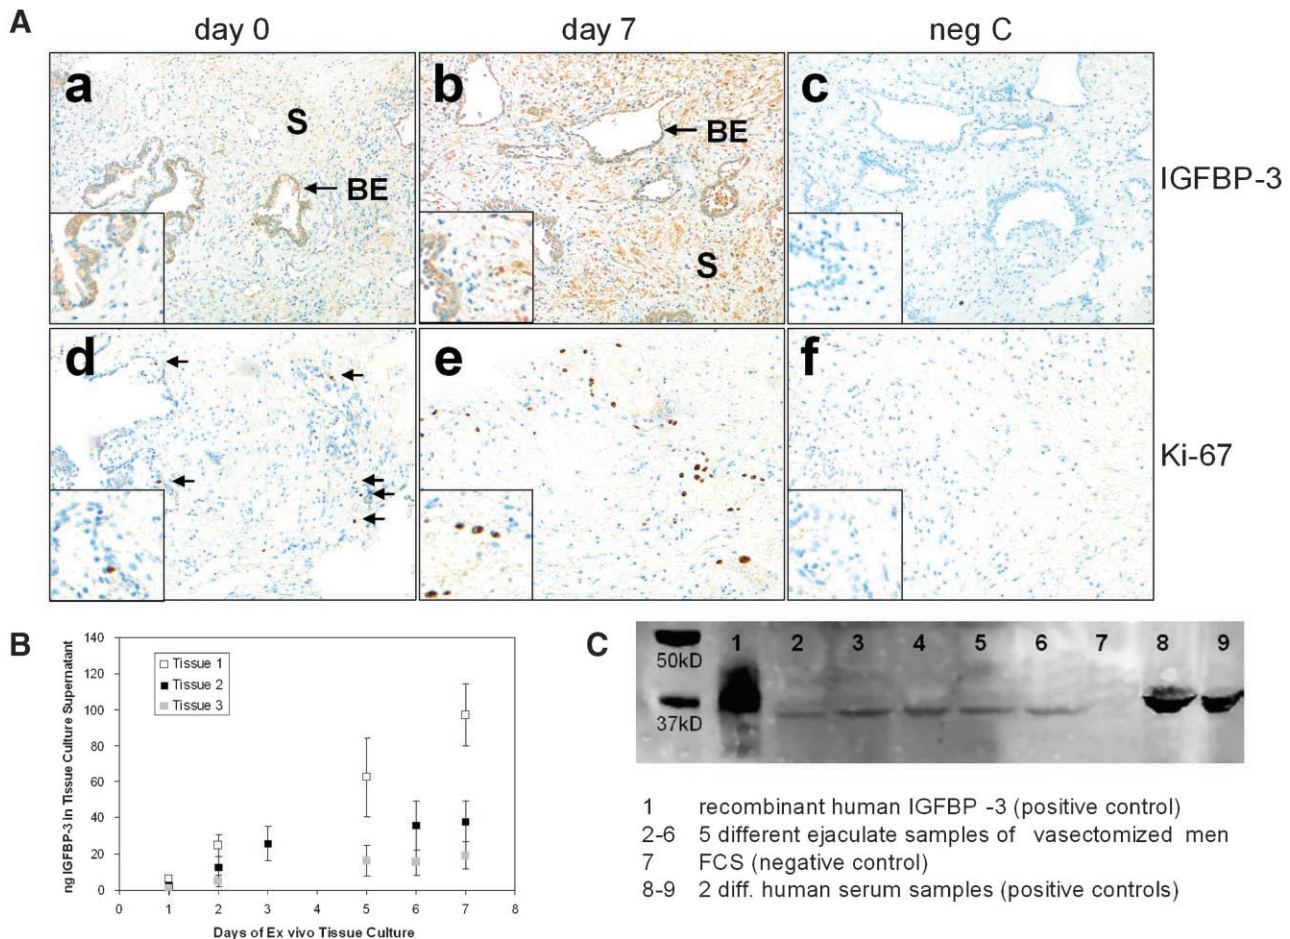 A
day 0
day 7
neg C
a
S
BE
b
BE
S
c
IGFBP-3
d
e
f
Ki-67
B
ng IGFBP-3 in Tissue Culture Supernatant
140
120
100
80
60
40
20
0
Tissue 1
Tissue 2
Tissue 3
0 1 2 3 4 5 6 7 8
Days of Ex vivo Tissue Culture
C
50kD
37kD
1 2 3 4 5 6 7 8 9
1 recombinant human IGFBP -3 (positive control)
2-6 5 different ejaculate samples of vasectomized men
7 FCS (negative control)
8-9 2 diff. human serum samples (positive controls)